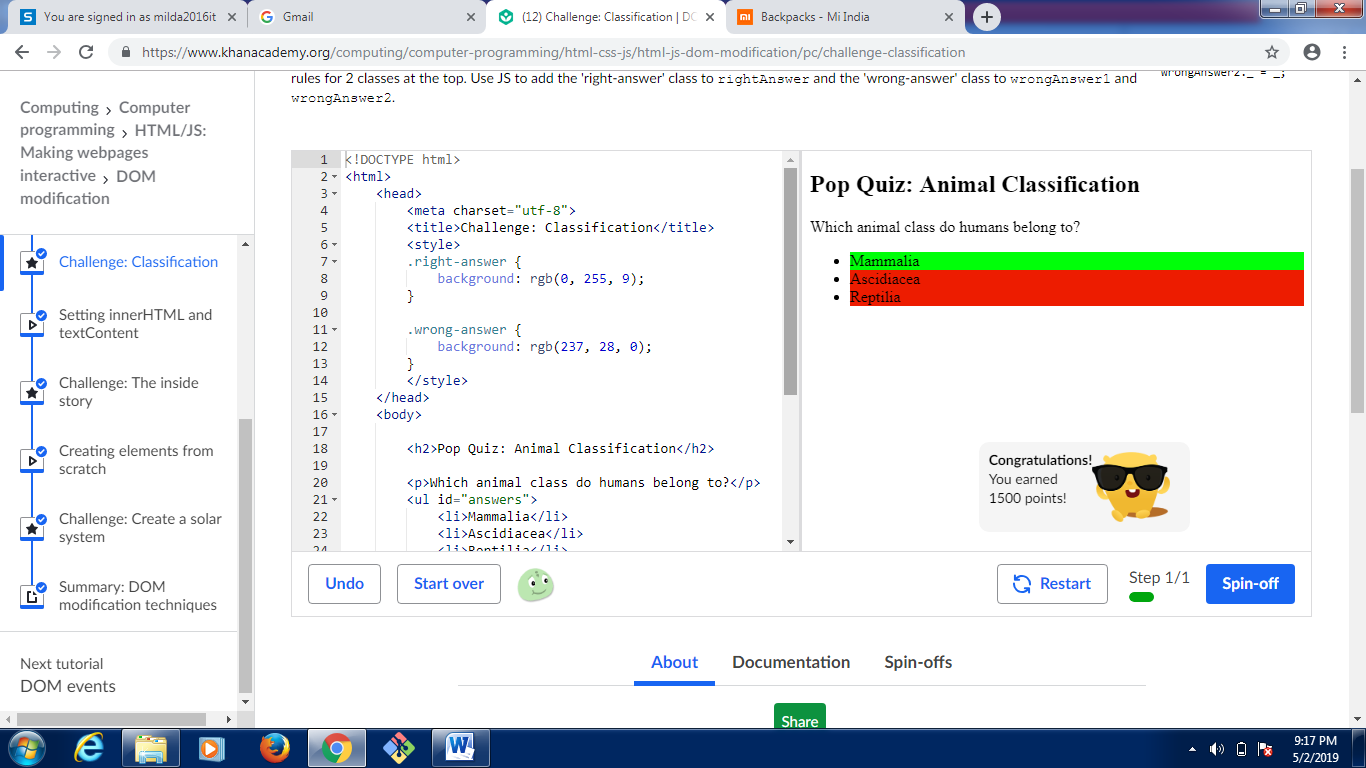 You are signed in as milda2016it
Gmail
(12) Challenge: Classification | DC
Backpacks - Mi India
https://www.khanacademy.org/computing/computer-programming/html-css-js/html-js-dom-modification/pc/challenge-classification
rules for 2 classes at the top. Use JS to add the 'right-answer' class to rightAnswer and the 'wrong-answer' class to wrongAnswer1 and
wrongAnswer2.
wrongAnswer2._ = _;
Computing > Computer
programming > HTML/JS:
Making webpages
interactive > DOM
modification
Challenge: Classification
Setting innerHTML and
textContent
Challenge: The inside
story
Creating elements from
scratch
Challenge: Create a solar
system
Summary: DOM
modification techniques
Next tutorial
DOM events
1 <!DOCTYPE html>
2 <html>
3 <head>
4 <meta charset="utf-8">
5 <title>Challenge: Classification</title>
6 <style>
7 .right-answer {
8 background: rgb(0, 255, 9);
9 }
10
11 .wrong-answer {
12 background: rgb(237, 28, 0);
13 }
14 </style>
15 </head>
16 <body>
17
18 <h2>Pop Quiz: Animal Classification</h2>
19
20 <p>Which animal class do humans belong to?</p>
21 <ul id="answers">
22 <li>Mammalia</li>
23 <li>Ascidiacea</li>
24 <li>Reptilia</li>
Pop Quiz: Animal Classification
Which animal class do humans belong to?
Mammalia
Ascidiacea
Reptilia
Congratulations!
You earned
1500 points!
Undo
Start over
Restart
Step 1/1
Spin-off
About
Documentation
Spin-offs
Share
9:17 PM
5/2/2019